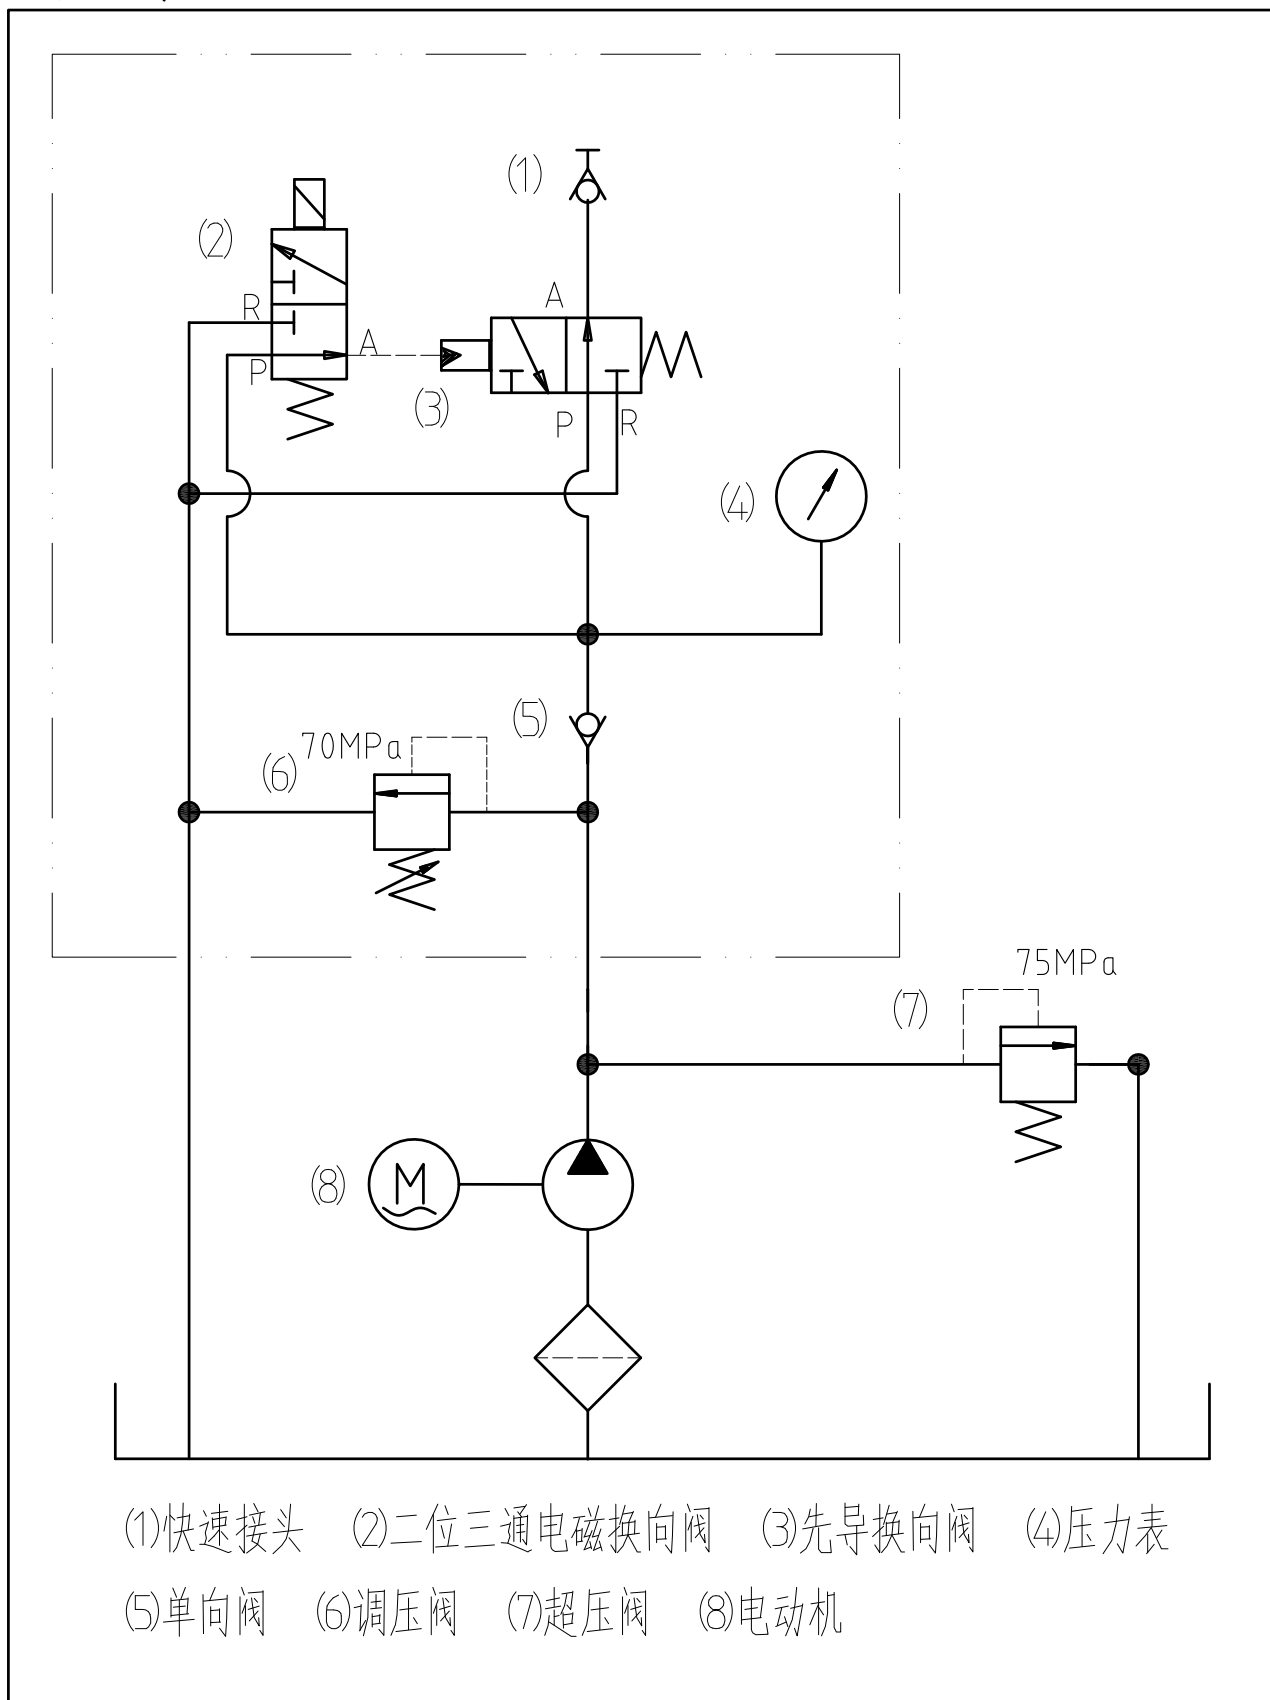 (1)
(2)
A
R
A
P
(3)
P
R
(4)
(5)
70MPa
(6)
75MPa
(7)
(8)
M
(1)快速接头 (2)二位三通电磁换向阀 (3)先导换向阀 (4)压力表
(5)单向阀 (6)调压阀 (7)超压阀 (8)电动机